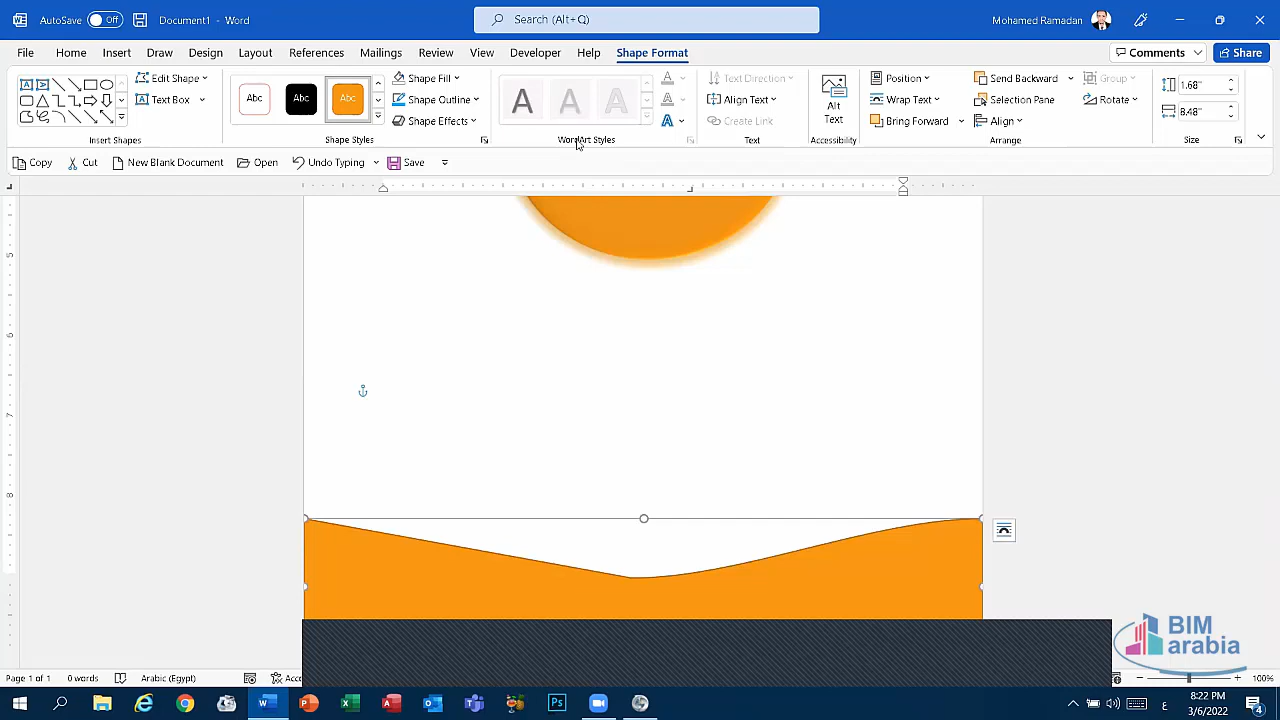 AutoSave Off Document1 - Word Search (Alt+Q) Mohamed Ramadan
File Home Insert Draw Design Layout References Mailings Review View Developer Help Shape Format Comments Share
Edit Shape
Text Box
Insert Shapes
Abc Abc Abc
Shape Fill
Shape Outline
Shape Effects
Shape Styles
A A A
A
A
A
WordArt Styles
Text Direction
Align Text
Create Link
Text
Alt
Text
Accessibility
Position
Wrap Text
Bring Forward
Send Backward
Selection Pane
Align
Group
Rotate
Arrange
1.68"
8.48"
Size
Copy Cut New Blank Document Open Undo Typing Save
5
6
7
8
BIM
arabia
Page 1 of 1 0 words Arabic (Egypt) 100%
8:22 PM
3/6/2022
ع
4